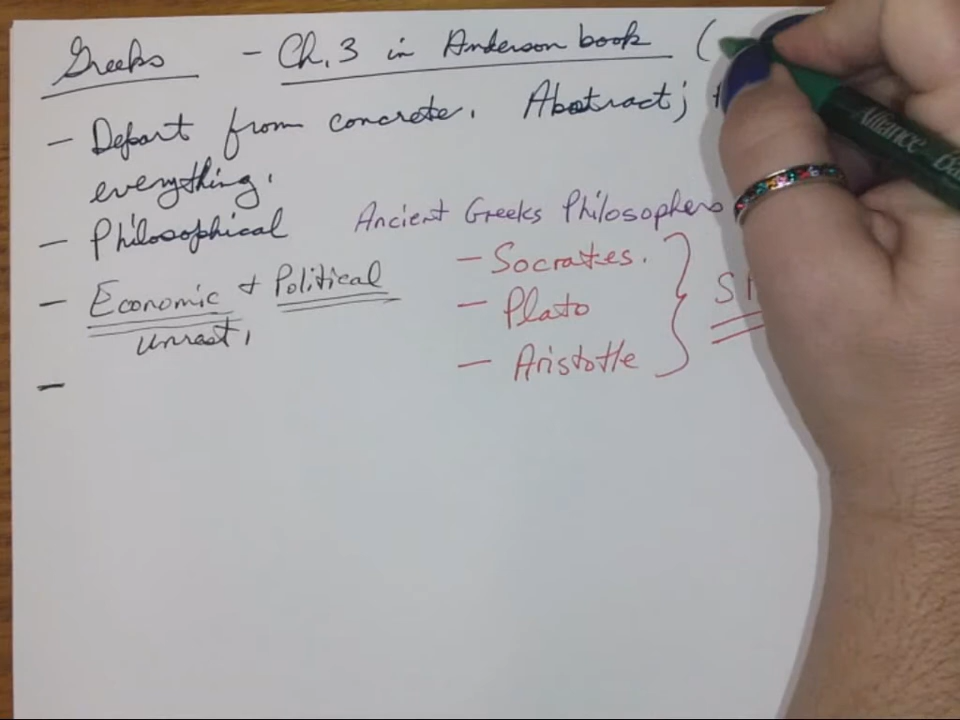 Greeks - Ch. 3 in Anderson book (
- Depart from concrete. Abstract;
everything.
- Philosophical
Ancient Greeks Philosophers
- Economic + Political
unrest,
- Socrates.
- Plato
- Aristotle
-
Alliance